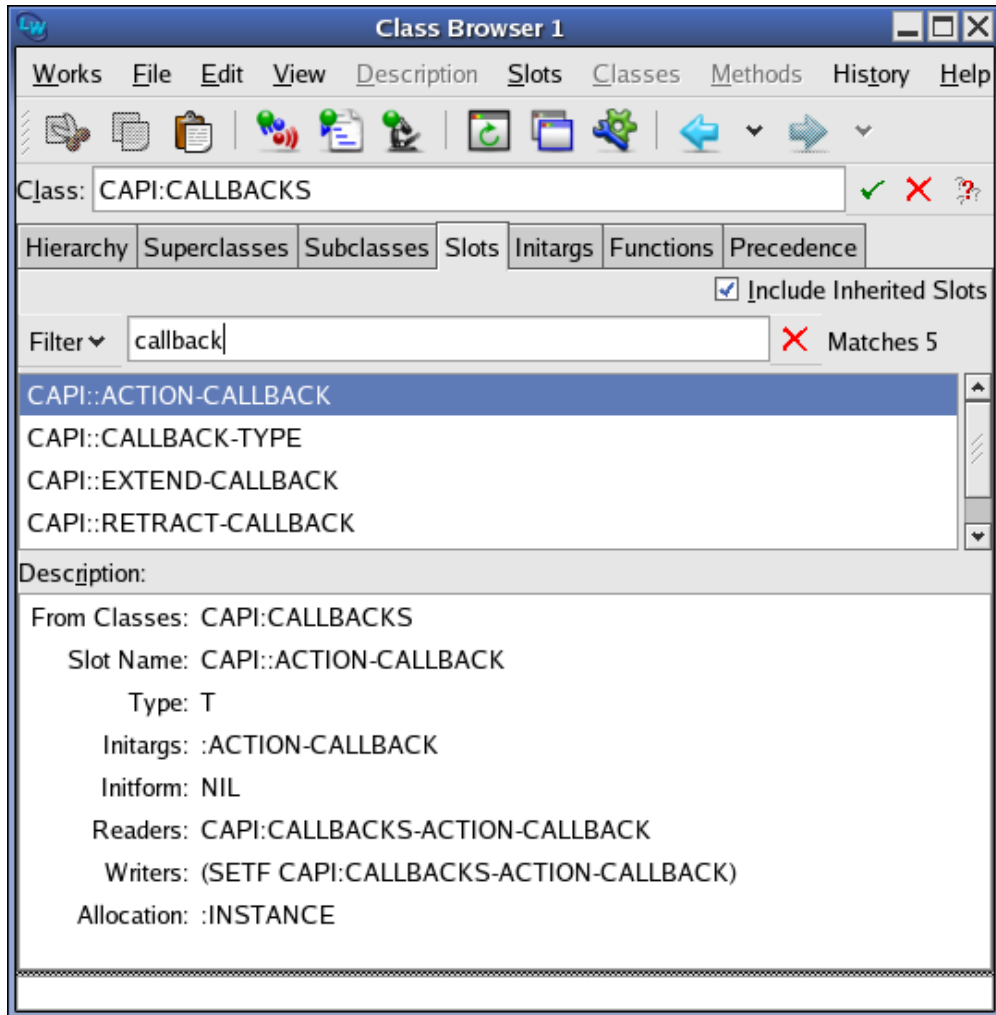 LW Class Browser 1
Works File Edit View Description Slots Classes Methods History Help
Class: CAPI:CALLBACKS
Hierarchy Superclasses Subclasses Slots Initargs Functions Precedence
Include Inherited Slots
Filter callback Matches 5
CAPI::ACTION-CALLBACK
CAPI::CALLBACK-TYPE
CAPI::EXTEND-CALLBACK
CAPI::RETRACT-CALLBACK
Description:
From Classes: CAPI:CALLBACKS
Slot Name: CAPI::ACTION-CALLBACK
Type: T
Initargs: :ACTION-CALLBACK
Initform: NIL
Readers: CAPI:CALLBACKS-ACTION-CALLBACK
Writers: (SETF CAPI:CALLBACKS-ACTION-CALLBACK)
Allocation: :INSTANCE